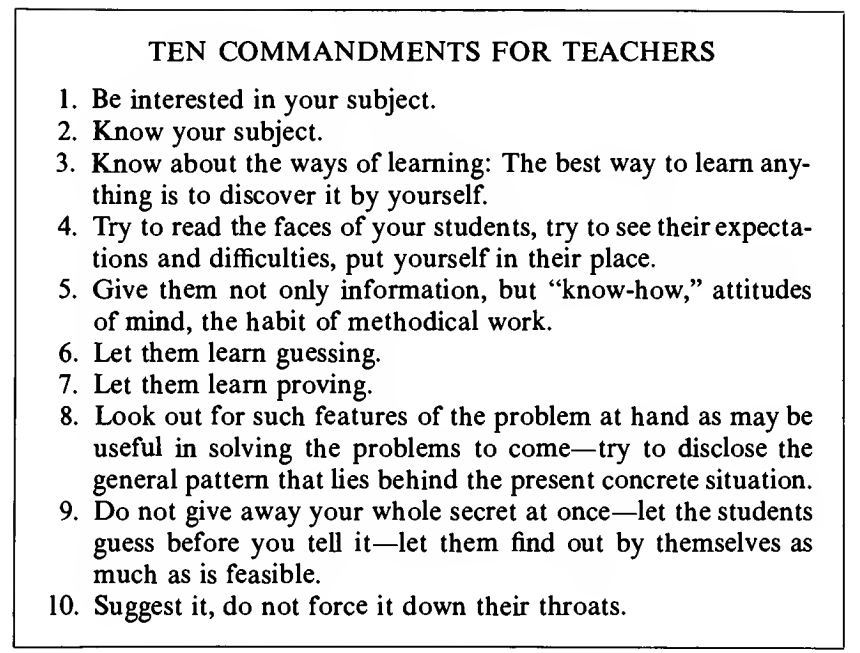 TEN COMMANDMENTS FOR TEACHERS
1. Be interested in your subject.
2. Know your subject.
3. Know about the ways of learning: The best way to learn any-
thing is to discover it by yourself.
4. Try to read the faces of your students, try to see their expecta-
tions and difficulties, put yourself in their place.
5. Give them not only information, but “know-how,” attitudes
of mind, the habit of methodical work.
6. Let them learn guessing.
7. Let them learn proving.
8. Look out for such features of the problem at hand as may be
useful in solving the problems to come—try to disclose the
general pattern that lies behind the present concrete situation.
9. Do not give away your whole secret at once—let the students
guess before you tell it—let them find out by themselves as
much as is feasible.
10. Suggest it, do not force it down their throats.